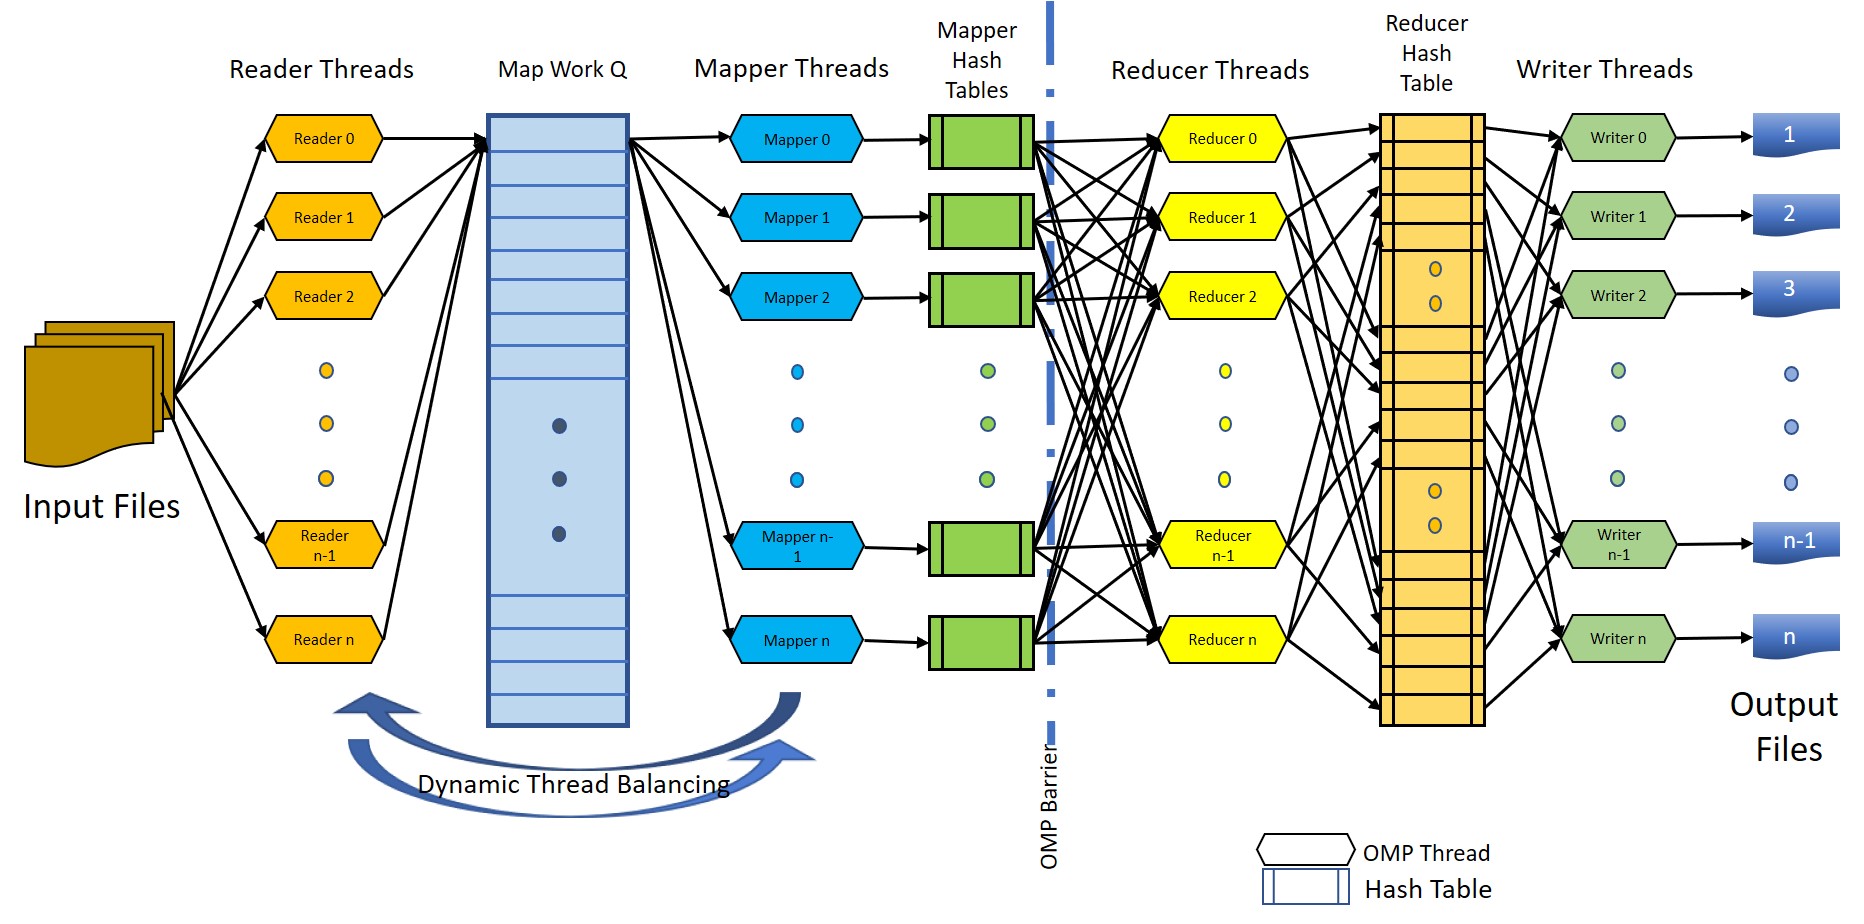 Reader Threads
Map Work Q
Mapper Threads
Mapper
Hash
Tables
Reducer Threads
Reducer
Hash
Table
Writer Threads
Reader 0
Mapper 0
Reducer 0
Writer 0
1
Reader 1
Mapper 1
Reducer 1
Writer 1
2
Reader 2
Mapper 2
Reducer 2
Writer 2
3
Input Files
Reader
n-1
Mapper n-
1
Reducer
n-1
Writer
n-1
n-1
Reader n
Mapper n
Reducer n
Writer n
n
Output
Files
Dynamic Thread Balancing
OMP Barrier
OMP Thread
Hash Table